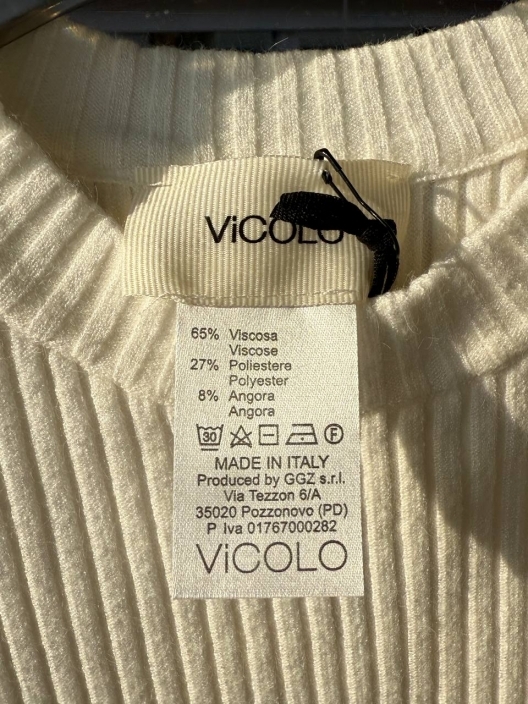 ViCOLO
65% Viscosa
Viscose
27% Poliestere
Polyester
8% Angora
Angora
30 F
MADE IN ITALY
Produced by GGZ s.r.l.
Via Tezzon 6/A
35020 Pozzonovo (PD)
P Iva 01767000282
ViCOLO